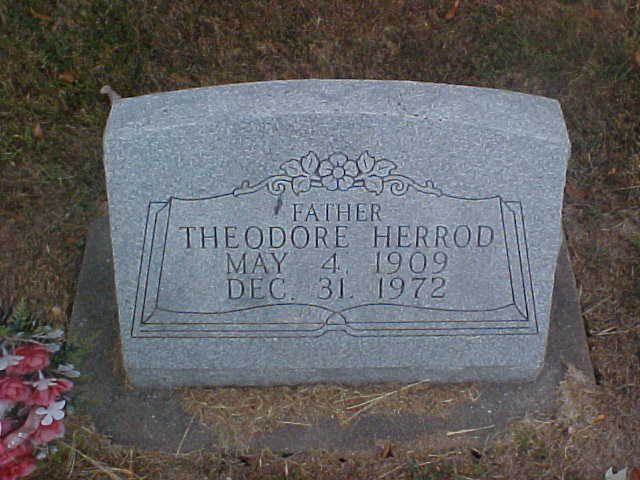 FATHER
THEODORE HERROD
MAY 4, 1909
DEC. 31, 1972